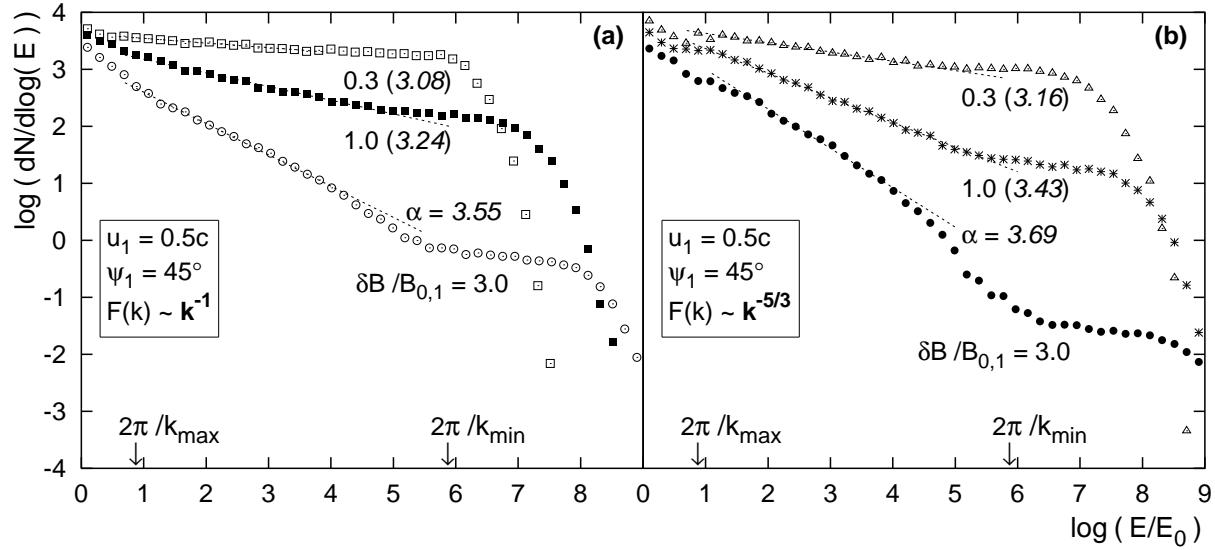 log ( dN/dlog( E ) )
4
3
2
1
0
-1
-2
-3
-4
(a)
0.3 (3.08)
1.0 (3.24)
α = 3.55
δB /B0,1 = 3.0
u1 = 0.5c
ψ1 = 45°
F(k) ~ k-1
2π /kmax
2π /kmin
0 1 2 3 4 5 6 7 8
(b)
0.3 (3.16)
1.0 (3.43)
α = 3.69
δB /B0,1 = 3.0
u1 = 0.5c
ψ1 = 45°
F(k) ~ k-5/3
2π /kmax
2π /kmin
0 1 2 3 4 5 6 7 8 9
log ( E/E0 )